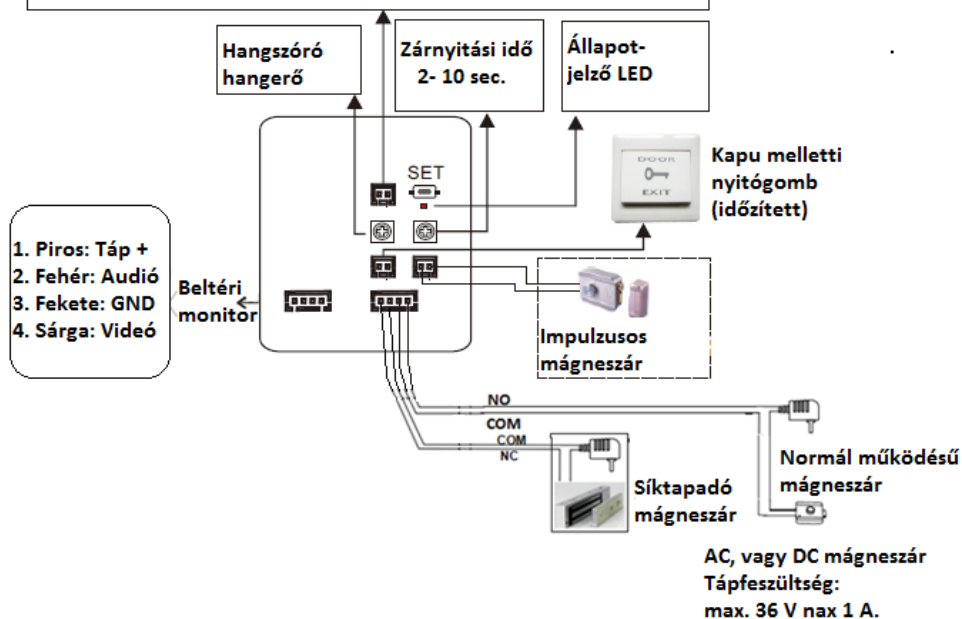 Hangszóró
hangerő
Zárnyitási idő
2- 10 sec.
Állapot-
jelző LED
SET
DOOR
EXIT
Kapu melletti
nyitógomb
(időzített)
1. Piros: Táp +
2. Fehér: Audió
3. Fekete: GND
4. Sárga: Videó
Beltéri
monitor
Impulzusos
mágneszár
NO
COM
COM
NC
Síktapadó
mágneszár
Normál működésű
mágneszár
AC, vagy DC mágneszár
Tápfeszültség:
max. 36 V nax 1 A.